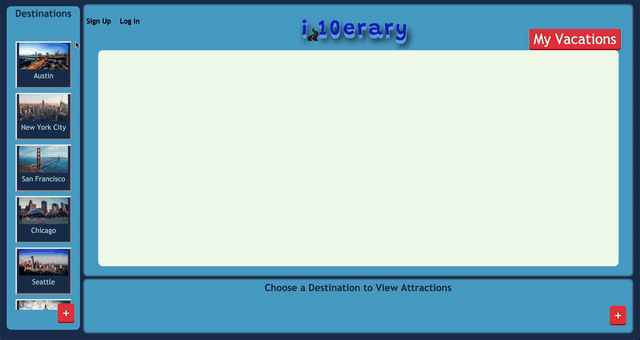 Destinations
Austin
New York City
San Francisco
Chicago
Seattle
+
Sign Up Log in
i.10erary
My Vacations
Choose a Destination to View Attractions
+